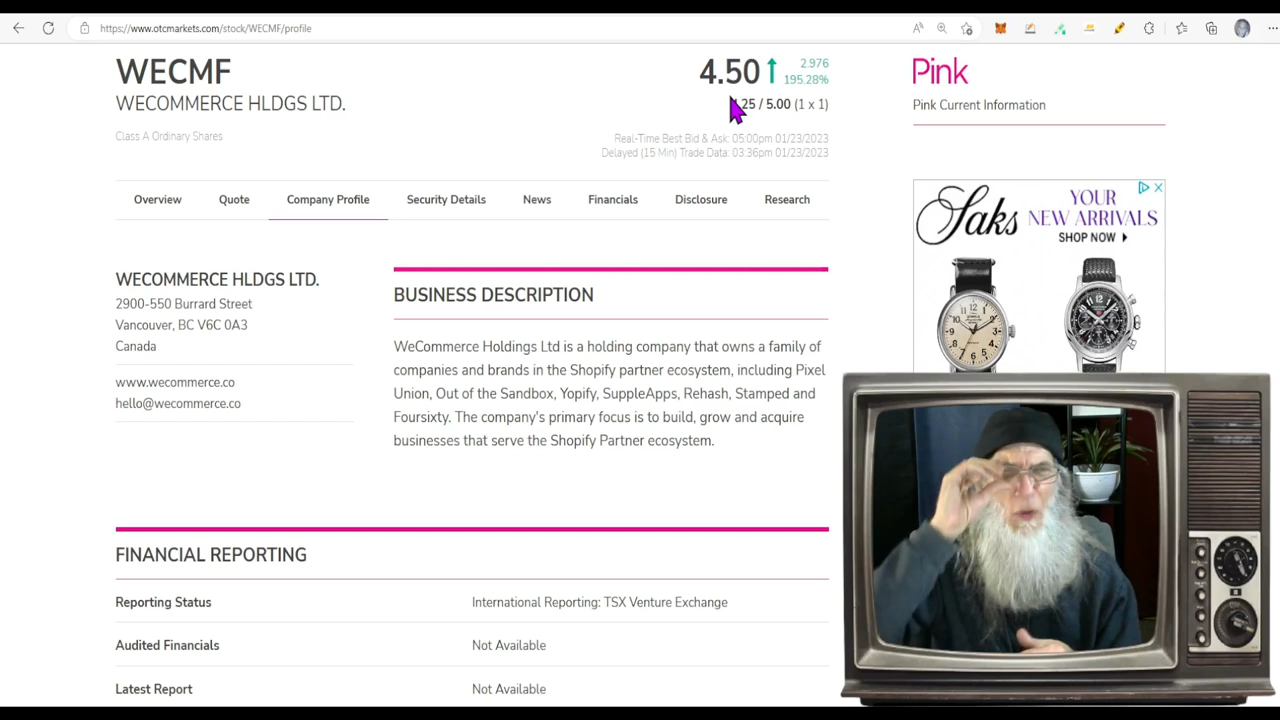 https://www.otcmarkets.com/stock/WECMF/profile
WECMF
4.50
2.976
195.28%
WECOMMERCE HLDGS LTD.
25 / 5.00 (1 x 1)
Class A Ordinary Shares
Real-Time Best Bid & Ask: 05:00pm 01/23/2023
Delayed (15 Min) Trade Data: 03:36pm 01/23/2023
Pink
Pink Current Information
Overview Quote Company Profile Security Details News Financials Disclosure Research
Saks
YOUR
NEW ARRIVALS
SHOP NOW
WECOMMERCE HLDGS LTD.
2900-550 Burrard Street
Vancouver, BC V6C 0A3
Canada
www.wecommerce.co
hello@wecommerce.co
BUSINESS DESCRIPTION
WeCommerce Holdings Ltd is a holding company that owns a family of
companies and brands in the Shopify partner ecosystem, including Pixel
Union, Out of the Sandbox, Yopify, SuppleApps, Rehash, Stamped and
Foursixty. The company's primary focus is to build, grow and acquire
businesses that serve the Shopify Partner ecosystem.
FINANCIAL REPORTING
Reporting Status International Reporting: TSX Venture Exchange
Audited Financials Not Available
Latest Report Not Available